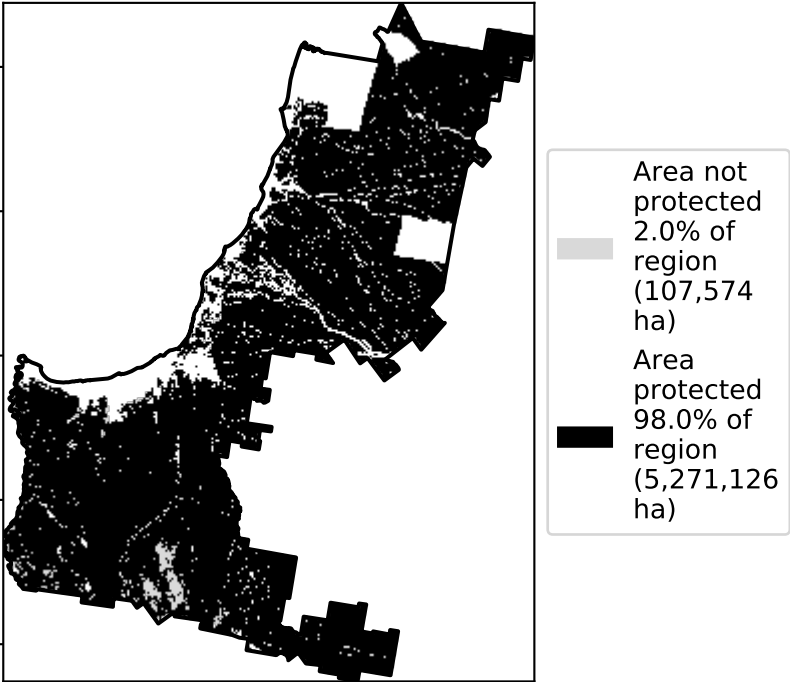 Area not
protected
2.0% of
region
(107,574
ha)
Area
protected
98.0% of
region
(5,271,126
ha)